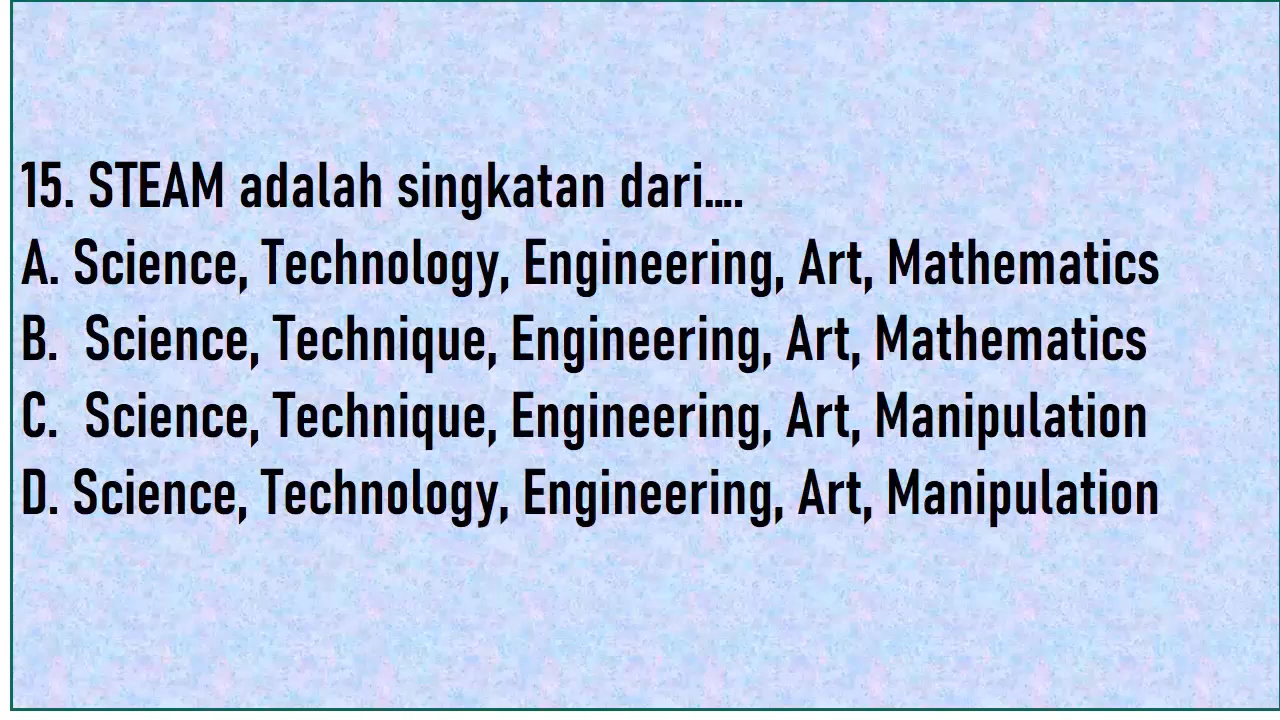 15. STEAM adalah singkatan dari....
A. Science, Technology, Engineering, Art, Mathematics
B. Science, Technique, Engineering, Art, Mathematics
C. Science, Technique, Engineering, Art, Manipulation
D. Science, Technology, Engineering, Art, Manipulation